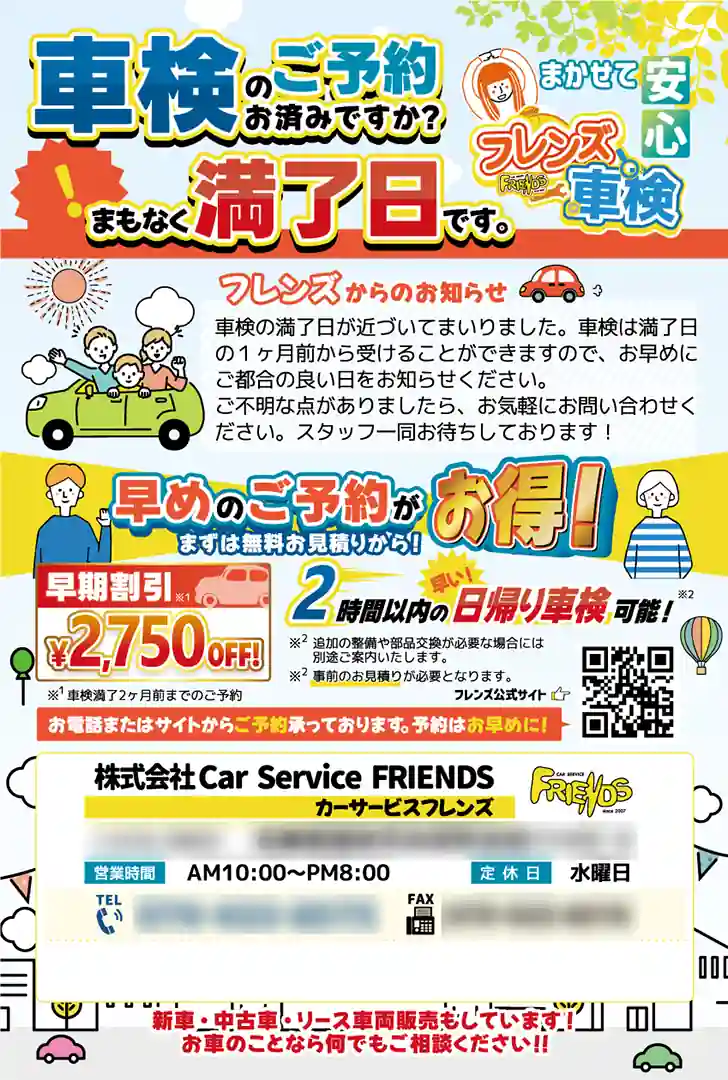 車検のご予約
お済みですか?
まもなく満了日です。
まかせて安心
フレンズ
FRIENDS
車検
フレンズからのお知らせ
車検の満了日が近づいてまいりました。車検は満了日
の1ヶ月前から受けることができますので、お早めに
ご都合の良い日をお知らせください。
ご不明な点がありましたら、お気軽にお問い合わせく
ださい。スタッフ一同お待ちしております!
早めのご予約がお得!
まずは無料お見積りから!
早期割引※1
¥2,750OFF!
※1 車検満了2ヶ月前までのご予約
早い!
2時間以内の日帰り車検可能!※2
※2 追加の整備や部品交換が必要な場合には
別途ご案内いたします。
※2 事前のお見積りが必要となります。
フレンズ公式サイト
お電話またはサイトからご予約承っております。予約はお早めに!
株式会社Car Service FRIENDS
カーサービスフレンズ
CAR SERVICE
FRIENDS
since 2007
営業時間 AM10:00〜PM8:00 定休日 水曜日
TEL
FAX
新車・中古車・リース車両販売もしています!
お車のことなら何でもご相談ください!!